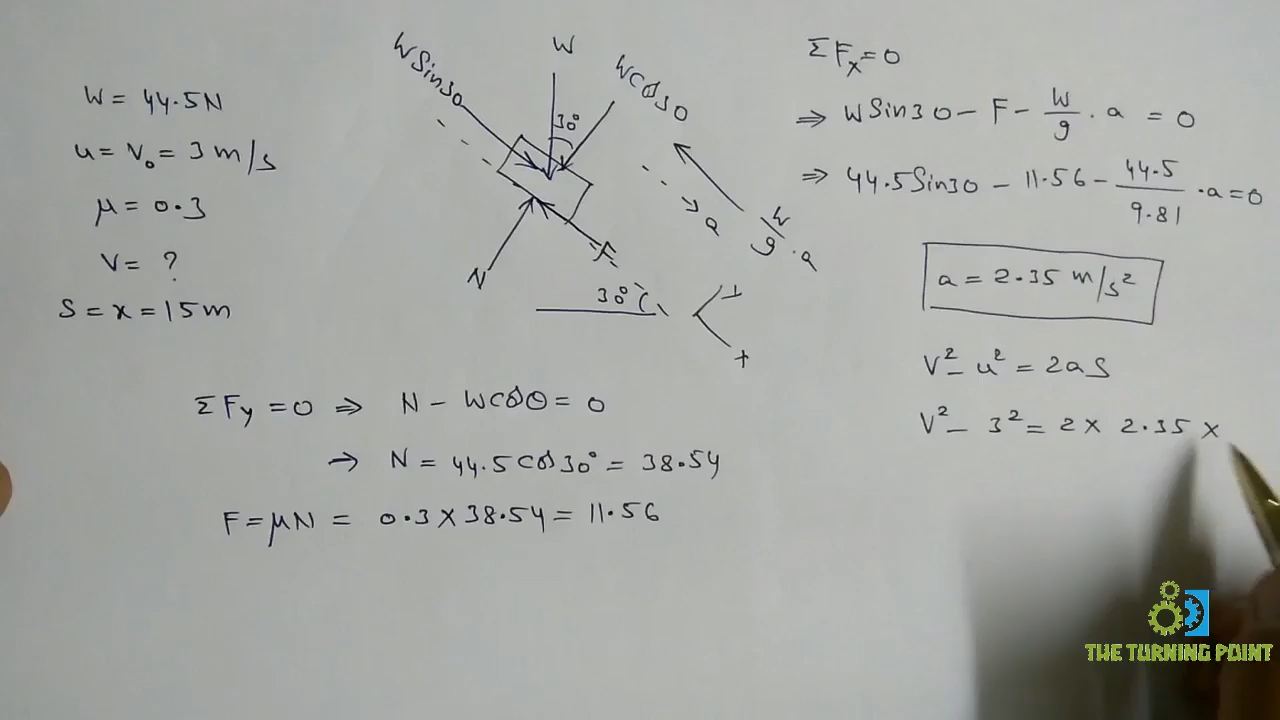 W = 44.5N
u = V₀ = 3 m/s
μ = 0.3
V = ?
S = x = 15m
WSin30
W
Wcos30
30°
a
W/g . a
N
F
30°
+
+
ΣFy = 0 ⇒ N - Wcosθ = 0
→ N = 44.5cos30° = 38.54
F = μN = 0.3 × 38.54 = 11.56
ΣFx = 0
⇒ WSin30 - F - W/g . a = 0
⇒ 44.5Sin30 - 11.56 - 44.5/9.81 . a = 0
a = 2.35 m/s²
V² - u² = 2aS
V² - 3² = 2 × 2.35 ×
THE TURNING POINT